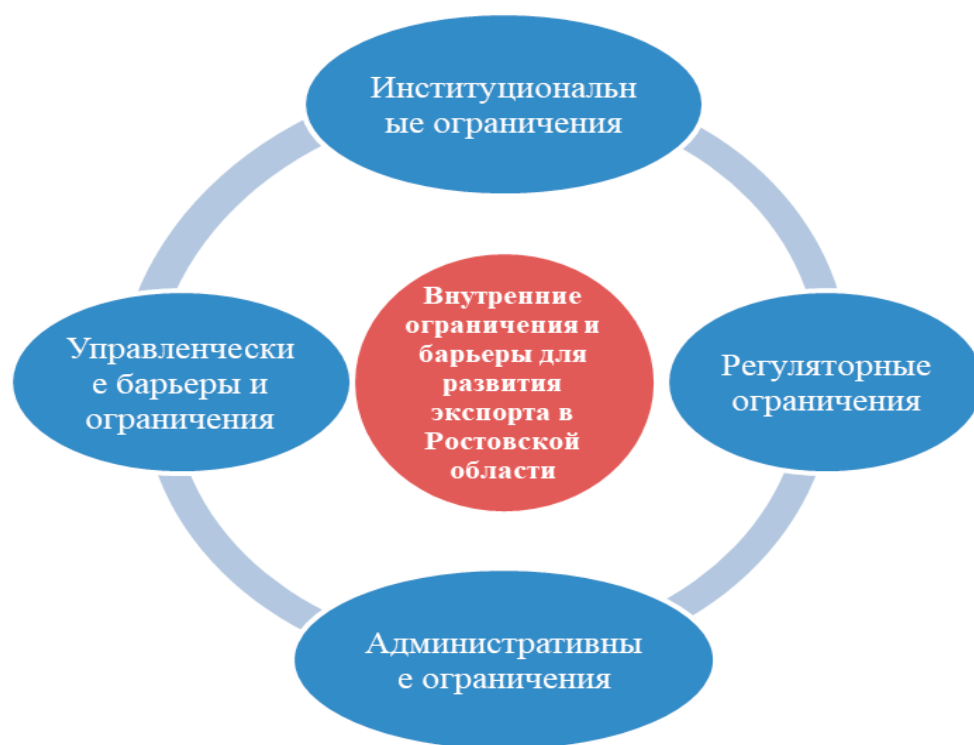 Институциональн
ые ограничения
Внутренние
ограничения и
барьеры для
развития
экспорта в
Ростовской
области
Управленчески
е барьеры и
ограничения
Регуляторные
ограничения
Административны
е ограничения